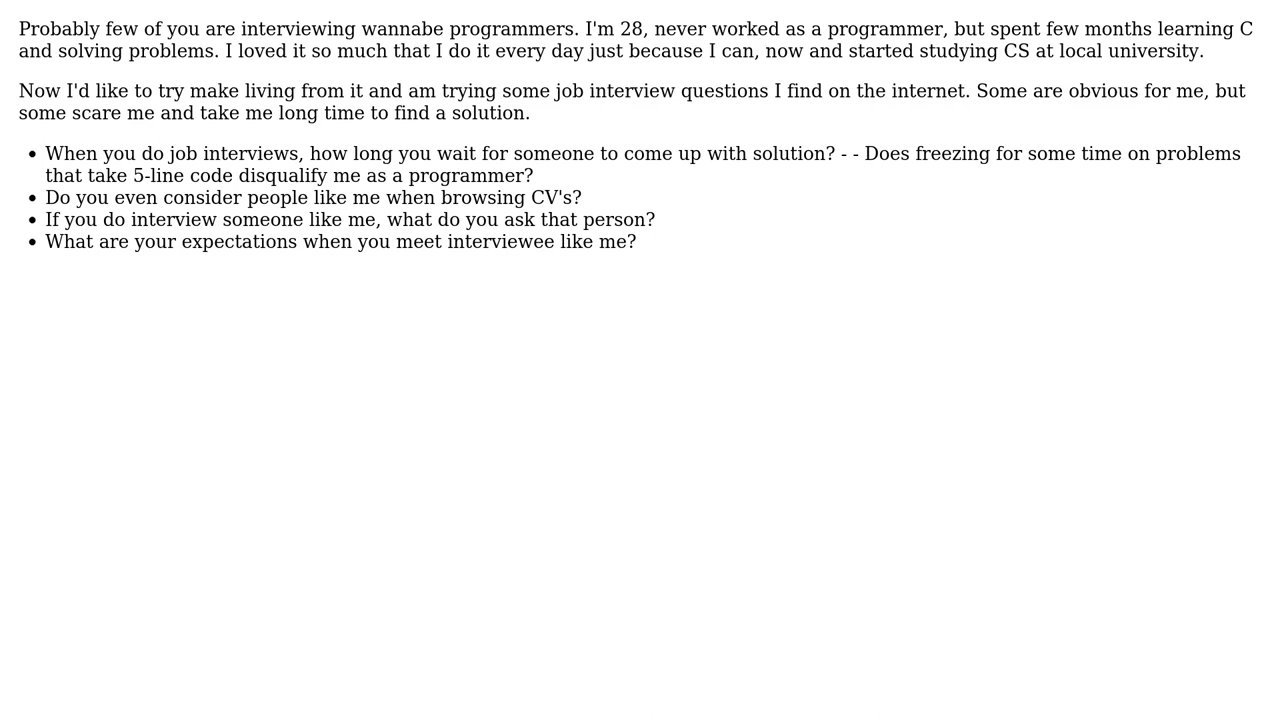 Probably few of you are interviewing wannabe programmers. I'm 28, never worked as a programmer, but spent few months learning C
and solving problems. I loved it so much that I do it every day just because I can, now and started studying CS at local university.
Now I'd like to try make living from it and am trying some job interview questions I find on the internet. Some are obvious for me, but
some scare me and take me long time to find a solution.
• When you do job interviews, how long you wait for someone to come up with solution? - - Does freezing for some time on problems
that take 5-line code disqualify me as a programmer?
• Do you even consider people like me when browsing CV's?
• If you do interview someone like me, what do you ask that person?
• What are your expectations when you meet interviewee like me?